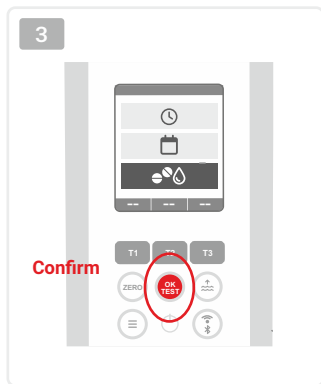 3
-- -- --
T1 T2 T3
Confirm
ZERO
OK
TEST